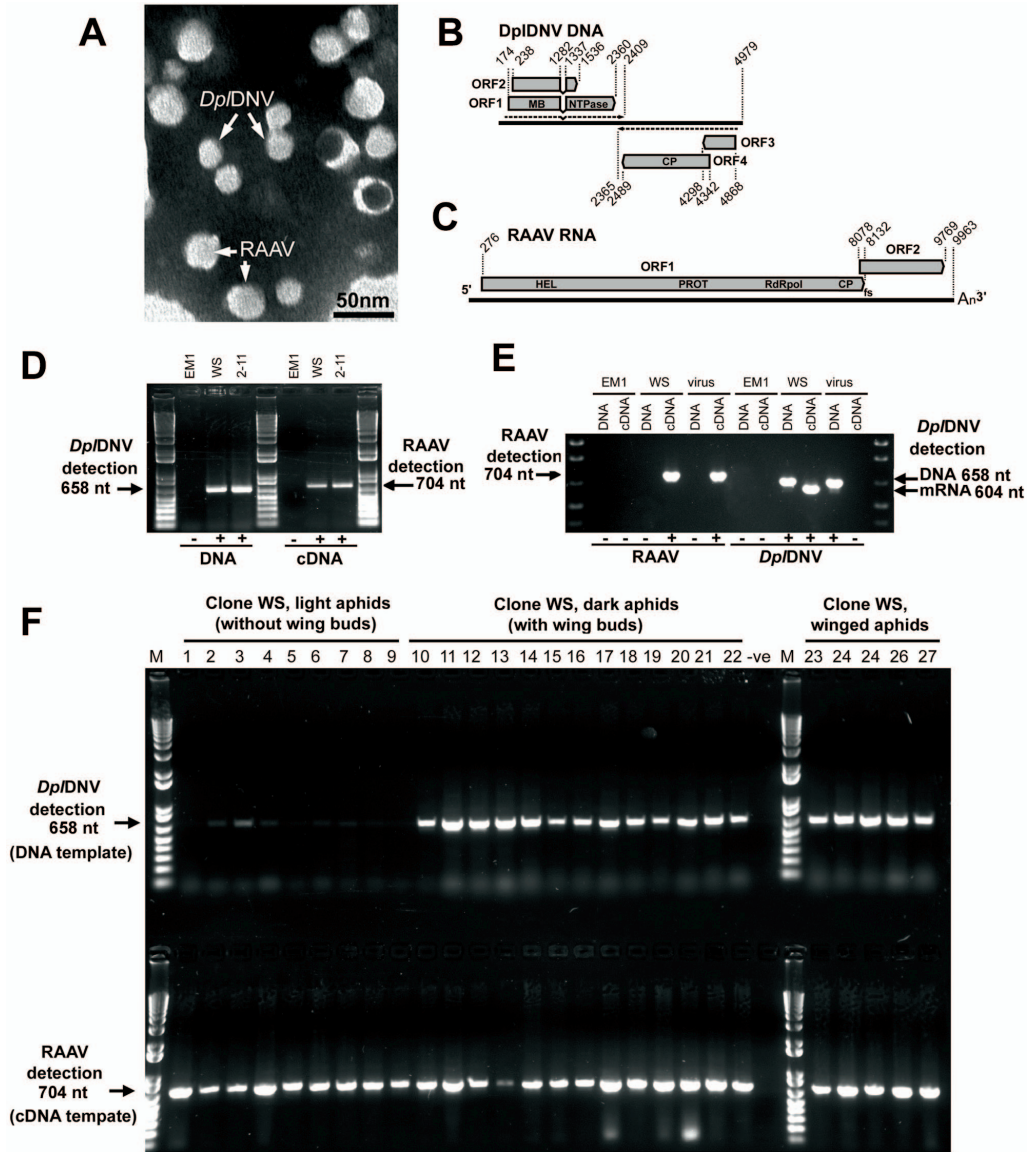 A
DplDNV
RAAV
50nm
B
DplDNV DNA
174
238
1282
1337
1536
2360
2409
4979
ORF2
ORF1
MB
NTPase
ORF3
CP
ORF4
2365
2489
4298
4342
4868
C
RAAV RNA
276
8078
8132
9769
9963
ORF1
ORF2
5'
HEL
PROT
RdRpol
CP
fs
An3'
D
EM1
WS
2-11
EM1
WS
2-11
DplDNV
detection
658 nt
RAAV
detection
704 nt
- + + - + +
DNA
cDNA
E
EM1 WS virus EM1 WS virus
DNA
cDNA
DNA
cDNA
DNA
cDNA
DNA
cDNA
DNA
cDNA
DNA
cDNA
RAAV
detection
704 nt
DplDNV
detection
DNA 658 nt
mRNA 604 nt
- - - + - + - - + + + -
RAAV
DplDNV
F
Clone WS, light aphids
(without wing buds)
Clone WS, dark aphids
(with wing buds)
Clone WS,
winged aphids
M 1 2 3 4 5 6 7 8 9 10 11 12 13 14 15 16 17 18 19 20 21 22 -ve M 23 24 24 26 27
DplDNV
detection
658 nt
(DNA template)
RAAV
detection
704 nt
(cDNA tempate)